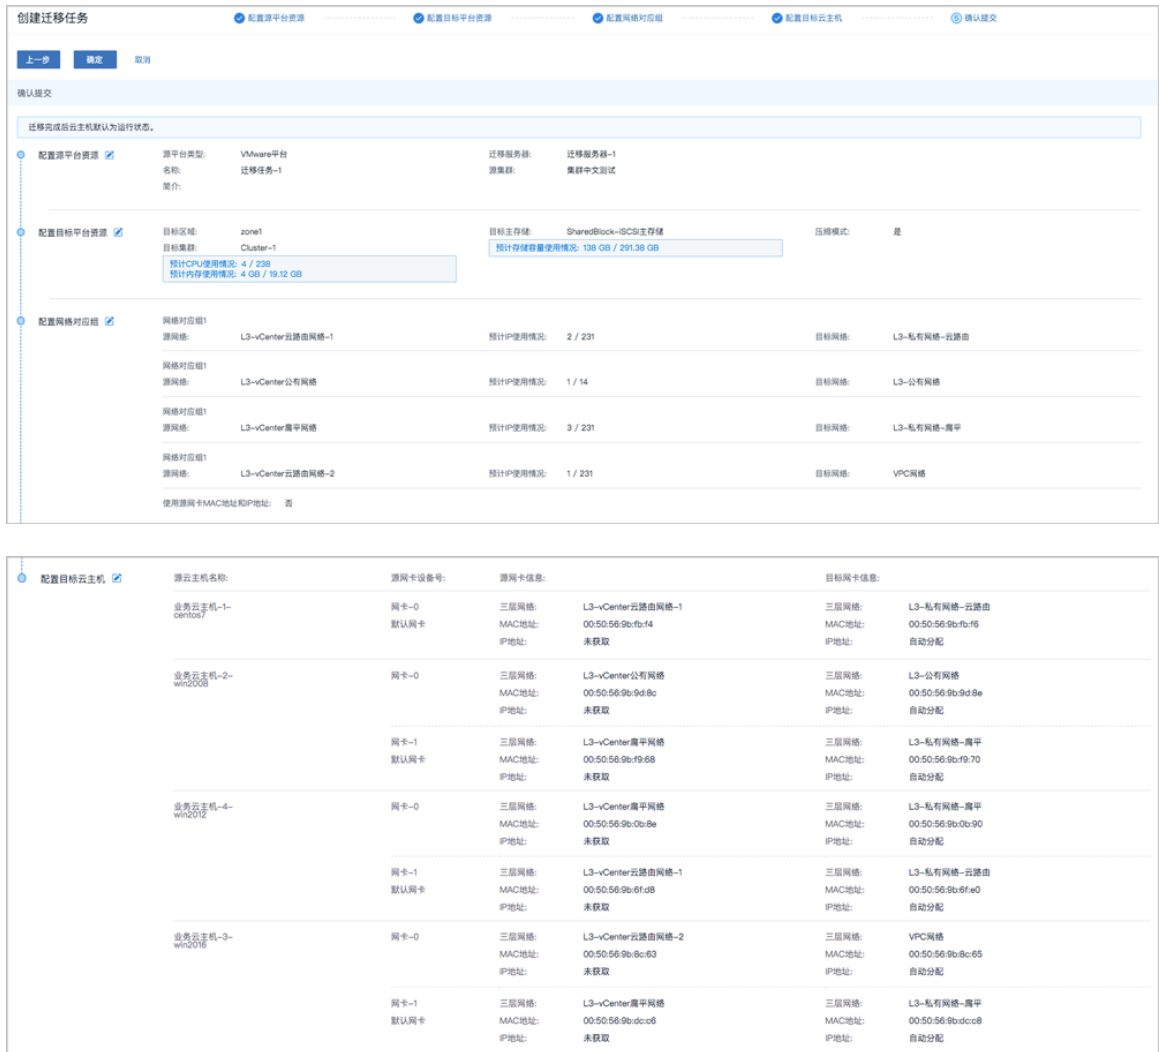 创建迁移任务 配置源平台资源 配置目标平台资源 配置网络对应组 配置目标云主机 5 确认提交
上一步 确定 取消
确认提交
迁移完成后云主机默认为运行状态。
配置源平台资源 源平台类型: VMware平台 迁移服务器: 迁移服务器-1
名称: 迁移任务-1 源集群: 集群中文测试
简介:
配置目标平台资源 目标区域: zone1 目标主存储: SharedBlock-iSCSI主存储 压缩模式: 是
目标集群: Cluster-1 预计存储容量使用情况: 138 GB / 291.38 GB
预计CPU使用情况: 4 / 238
预计内存使用情况: 4 GB / 19.12 GB
配置网络对应组 网络对应组1
源网络: L3-vCenter云路由网络-1 预计IP使用情况: 2 / 231 目标网络: L3-私有网络-云路由
网络对应组1
源网络: L3-vCenter公有网络 预计IP使用情况: 1 / 14 目标网络: L3-公有网络
网络对应组1
源网络: L3-vCenter扁平网络 预计IP使用情况: 3 / 231 目标网络: L3-私有网络-扁平
网络对应组1
源网络: L3-vCenter云路由网络-2 预计IP使用情况: 1 / 231 目标网络: VPC网络
使用源网卡MAC地址和IP地址: 否
配置目标云主机 源云主机名称: 源网卡设备号: 源网卡信息: 目标网卡信息:
业务云主机-1-centos7 网卡-0 三层网络: L3-vCenter云路由网络-1 三层网络: L3-私有网络-云路由
默认网卡 MAC地址: 00:50:56:9b:fb:f4 MAC地址: 00:50:56:9b:fb:f6
IP地址: 未获取 IP地址: 自动分配
业务云主机-2-win2008 网卡-0 三层网络: L3-vCenter公有网络 三层网络: L3-公有网络
MAC地址: 00:50:56:9b:9d:8c MAC地址: 00:50:56:9b:9d:8e
IP地址: 未获取 IP地址: 自动分配
网卡-1 三层网络: L3-vCenter扁平网络 三层网络: L3-私有网络-扁平
默认网卡 MAC地址: 00:50:56:9b:f9:68 MAC地址: 00:50:56:9b:f9:70
IP地址: 未获取 IP地址: 自动分配
业务云主机-4-win2012 网卡-0 三层网络: L3-vCenter扁平网络 三层网络: L3-私有网络-扁平
MAC地址: 00:50:56:9b:0b:8e MAC地址: 00:50:56:9b:0b:90
IP地址: 未获取 IP地址: 自动分配
网卡-1 三层网络: L3-vCenter云路由网络-1 三层网络: L3-私有网络-云路由
默认网卡 MAC地址: 00:50:56:9b:6f:d8 MAC地址: 00:50:56:9b:6f:e0
IP地址: 未获取 IP地址: 自动分配
业务云主机-3-win2016 网卡-0 三层网络: L3-vCenter云路由网络-2 三层网络: VPC网络
MAC地址: 00:50:56:9b:8c:63 MAC地址: 00:50:56:9b:8c:65
IP地址: 未获取 IP地址: 自动分配
网卡-1 三层网络: L3-vCenter扁平网络 三层网络: L3-私有网络-扁平
默认网卡 MAC地址: 00:50:56:9b:dc:c6 MAC地址: 00:50:56:9b:dc:c8
IP地址: 未获取 IP地址: 自动分配